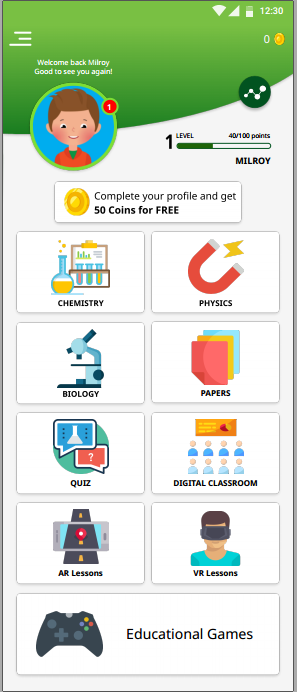 12:30
0
Welcome back Milroy
Good to see you again!
1
1 LEVEL 40/100 points
MILROY
Complete your profile and get
50 Coins for FREE
CHEMISTRY
PHYSICS
BIOLOGY
PAPERS
?
QUIZ
DIGITAL CLASSROOM
AR Lessons
VR Lessons
Educational Games